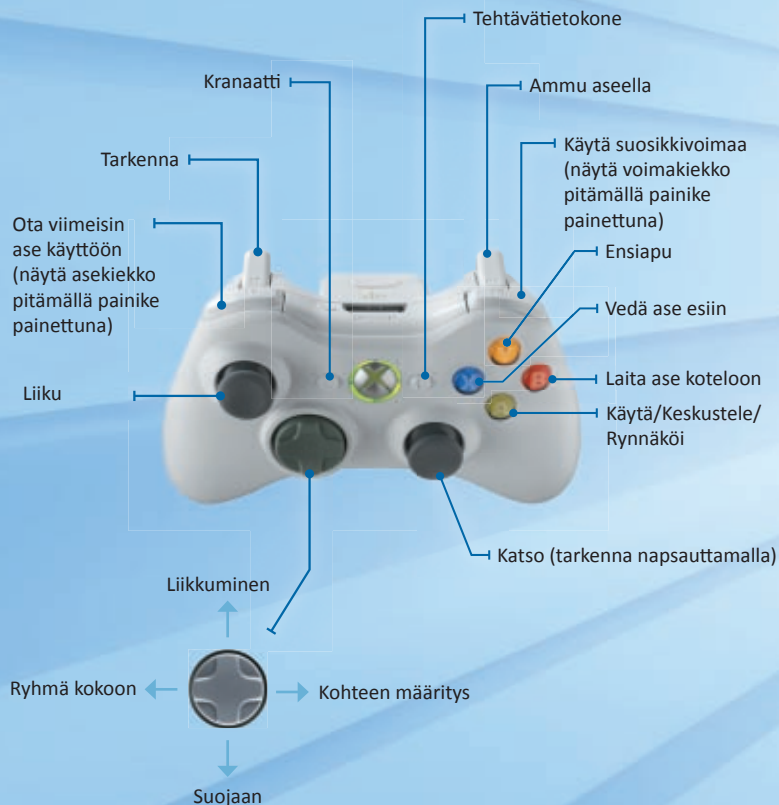 Tehtävätietokone
Kranaatti
Ammu aseella
Tarkenna
Käytä suosikkivoimaa
(näytä voimakiekko
pitämällä painike
painettuna)
Ota viimeisin
ase käyttöön
(näytä asekiekko
pitämällä painike
painettuna)
Ensiapu
Vedä ase esiin
Liiku
Laita ase koteloon
Käytä/Keskustele/
Rynnäköi
X
B
Katso (tarkenna napsauttamalla)
Liikkuminen
Ryhmä kokoon
Kohteen määritys
Suojaan